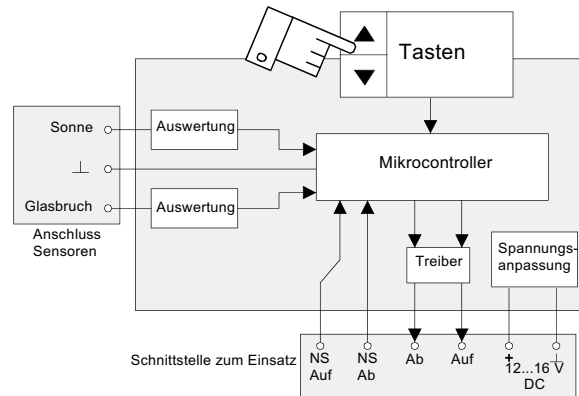 Tasten
Sonne
Auswertung
Mikrocontroller
⊥
Glasbruch
Auswertung
Anschluss
Sensoren
Treiber
Spannungs-
anpassung
Schnittstelle zum Einsatz
NS
Auf
NS
Ab
Ab
Auf
+
⊥
12...16 V
DC